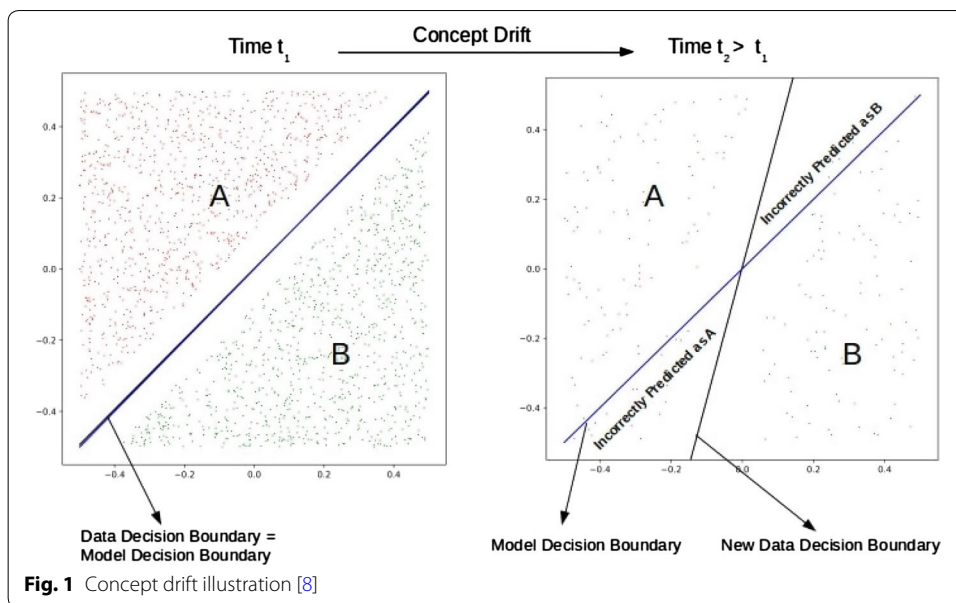 Concept Drift
Time t1
Time t2 > t1
0.4
0.2
0.0
−0.2
−0.4
−0.4
−0.2
0.0
0.2
0.4
A
B
0.4
0.2
0.0
−0.2
−0.4
−0.4
−0.2
0.0
0.2
0.4
A
B
Incorrectly Predicted as B
Incorrectly Predicted as A
Data Decision Boundary =
Model Decision Boundary
Model Decision Boundary
New Data Decision Boundary
Fig. 1 Concept drift illustration [8]